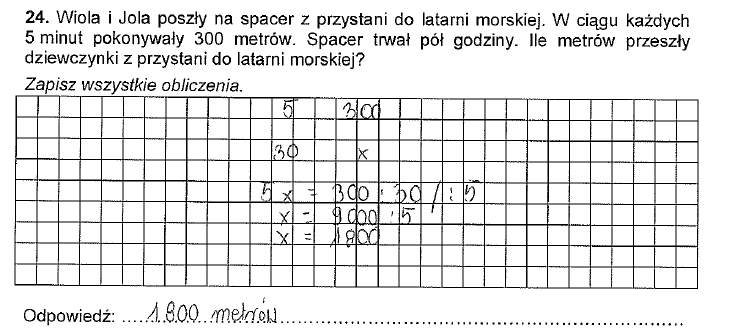 24. Wiola i Jola poszły na spacer z przystani do latarni morskiej. W ciągu każdych
5 minut pokonywały 300 metrów. Spacer trwał pół godziny. Ile metrów przeszły
dziewczynki z przystani do latarni morskiej?
Zapisz wszystkie obliczenia.
5 300
30 x
5x = 300 · 30 / : 5
x = 9000 : 5
x = 1800
Odpowiedź: 1800 metrów